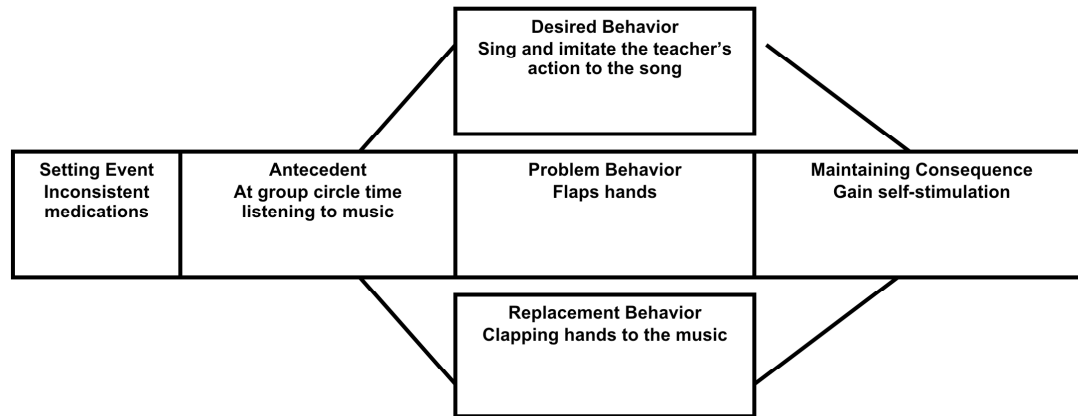 Desired Behavior
Sing and imitate the teacher’s
action to the song
Setting Event
Inconsistent
medications
Antecedent
At group circle time
listening to music
Problem Behavior
Flaps hands
Maintaining Consequence
Gain self-stimulation
Replacement Behavior
Clapping hands to the music